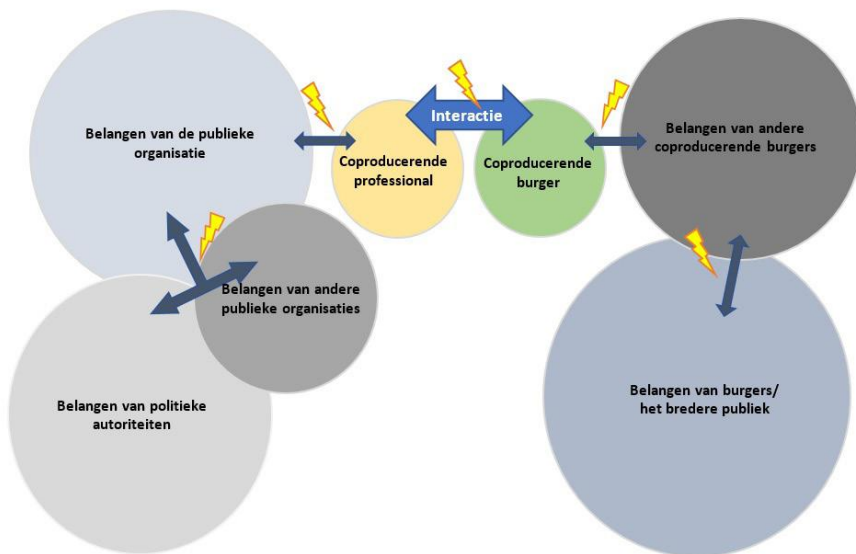 Belangen van de publieke
organisatie
Coproducerende
professional
Interactie
Coproducerende
burger
Belangen van andere
coproducerende burgers
Belangen van andere
publieke organisaties
Belangen van politieke
autoriteiten
Belangen van burgers/
het bredere publiek